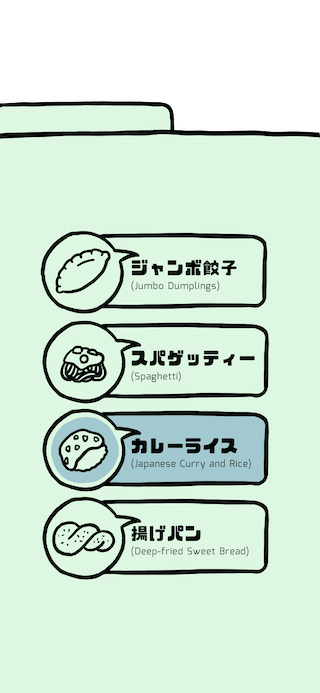 ジャンボ餃子
(Jumbo Dumplings)
スパゲッティー
(Spaghetti)
カレーライス
(Japanese Curry and Rice)
揚げパン
(Deep-fried Sweet Bread)